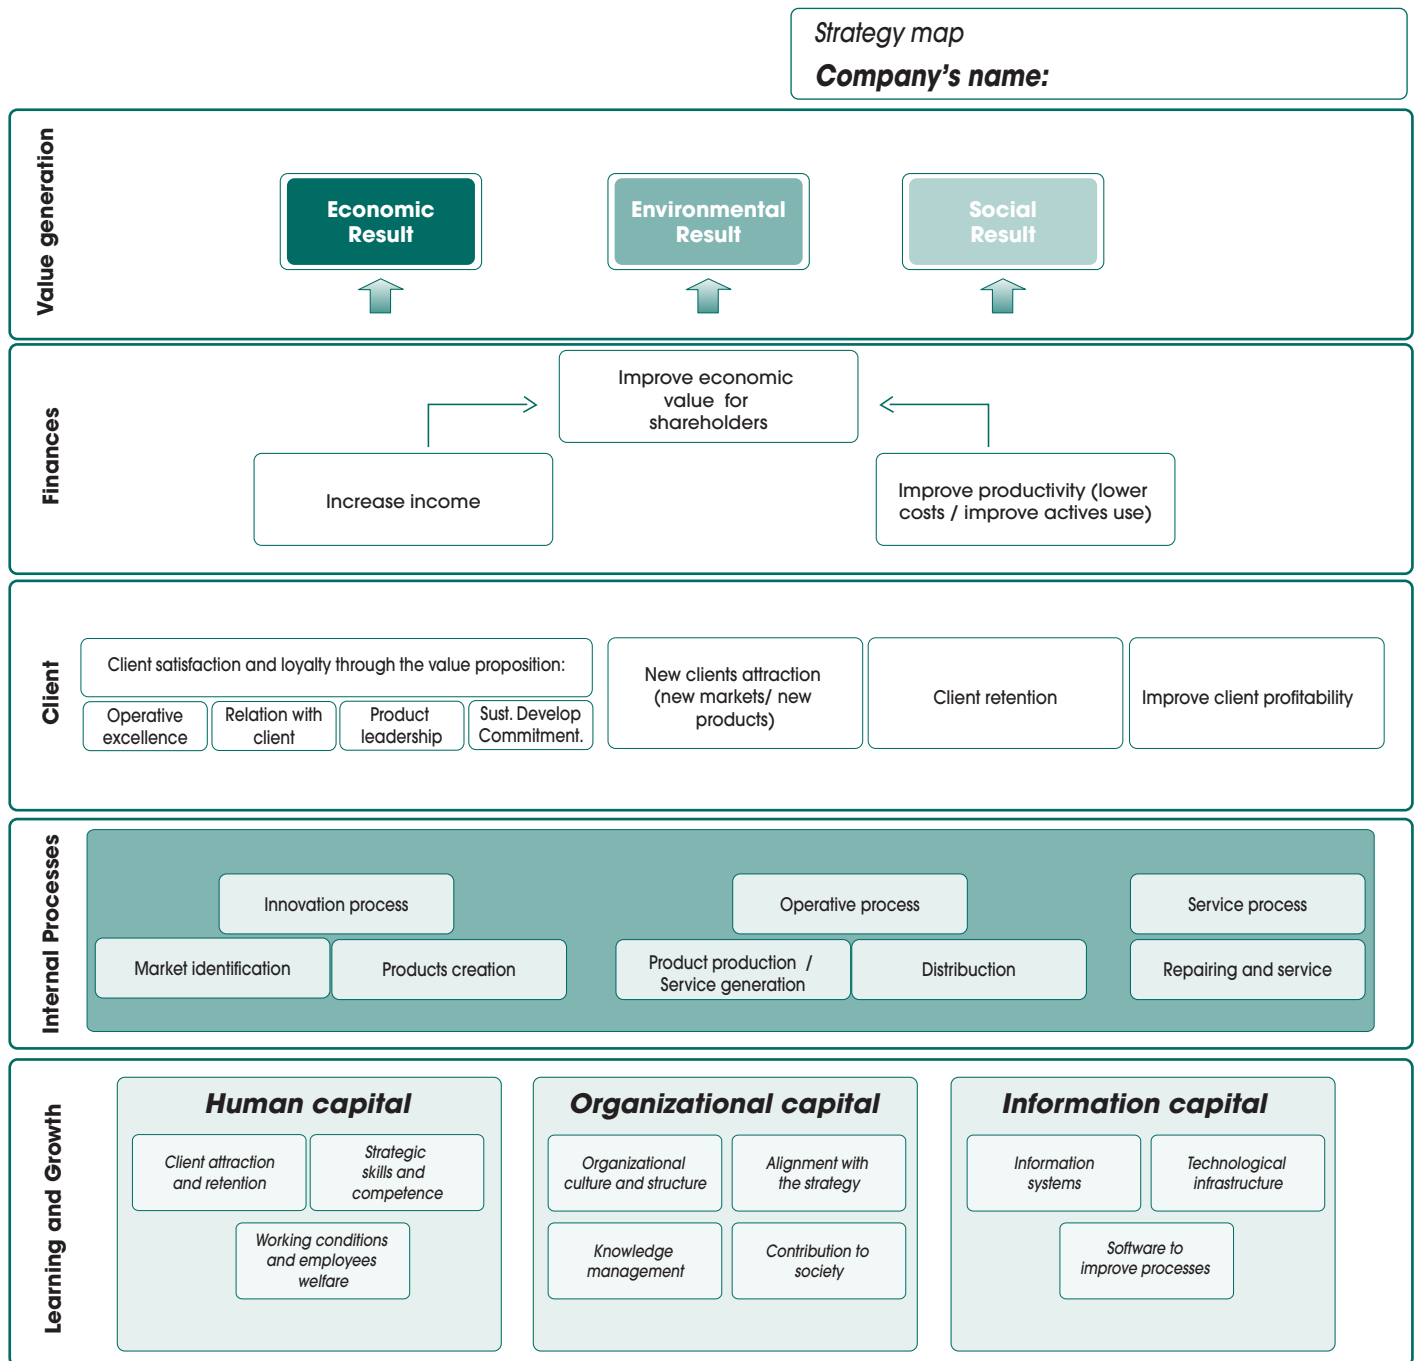 Strategy map
Company's name:
Value generation
Economic
Result
Environmental
Result
Social
Result
Finances
Improve economic
value for
shareholders
Increase income
Improve productivity (lower
costs / improve actives use)
Client
Client satisfaction and loyalty through the value proposition:
Operative
excellence
Relation with
client
Product
leadership
Sust. Develop
Commitment.
New clients attraction
(new markets/ new
products)
Client retention
Improve client profitability
Internal Processes
Innovation process
Market identification
Products creation
Operative process
Product production /
Service generation
Distribuction
Service process
Repairing and service
Learning and Growth
Human capital
Client attraction
and retention
Strategic
skills and
competence
Working conditions
and employees
welfare
Organizational capital
Organizational
culture and structure
Alignment with
the strategy
Knowledge
management
Contribution to
society
Information capital
Information
systems
Technological
infrastructure
Software to
improve processes